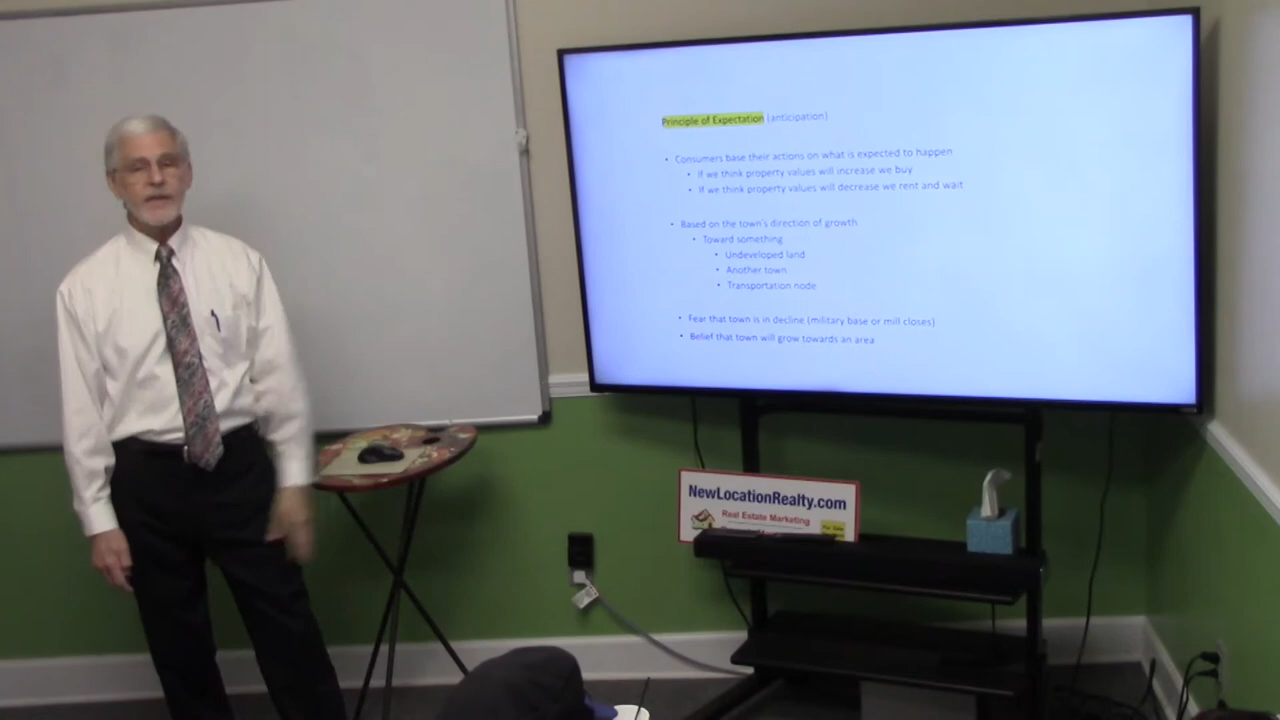 Principle of Expectation (anticipation)
• Consumers base their actions on what is expected to happen
• If we think property values will increase we buy
• If we think property values will decrease we rent and wait
• Based on the town's direction of growth
• Toward something
• Undeveloped land
• Another town
• Transportation node
• Fear that town is in decline (military base or mill closes)
• Belief that town will grow towards an area
NewLocationRealty.com
Real Estate Marketing
For Sale